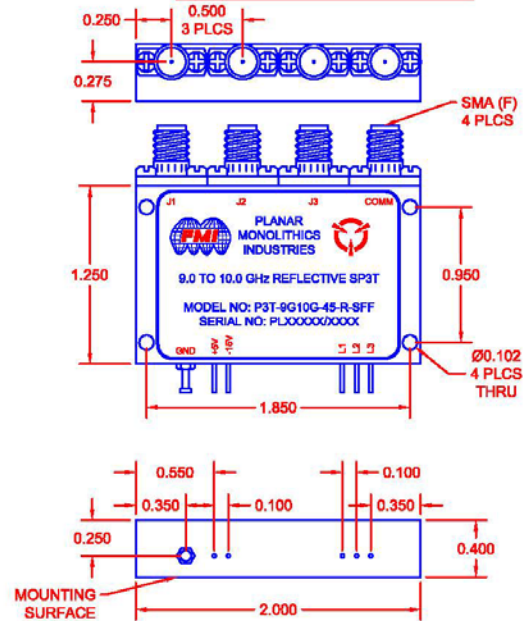 0.250
0.500
3 PLCS
0.275
SMA (F)
4 PLCS
J1 J2 J3 COMM
PMI
PLANAR
MONOLITHICS
INDUSTRIES
1.250
0.950
9.0 TO 10.0 GHz REFLECTIVE SP3T
MODEL NO: P3T-9G10G-45-R-SFF
SERIAL NO: PLXXXXX/XXXX
GND +5V -15V L1 L2 L3
Ø0.102
4 PLCS
THRU
1.850
0.550 0.100
0.350 0.100 0.350
0.250
0.400
MOUNTING
SURFACE
2.000